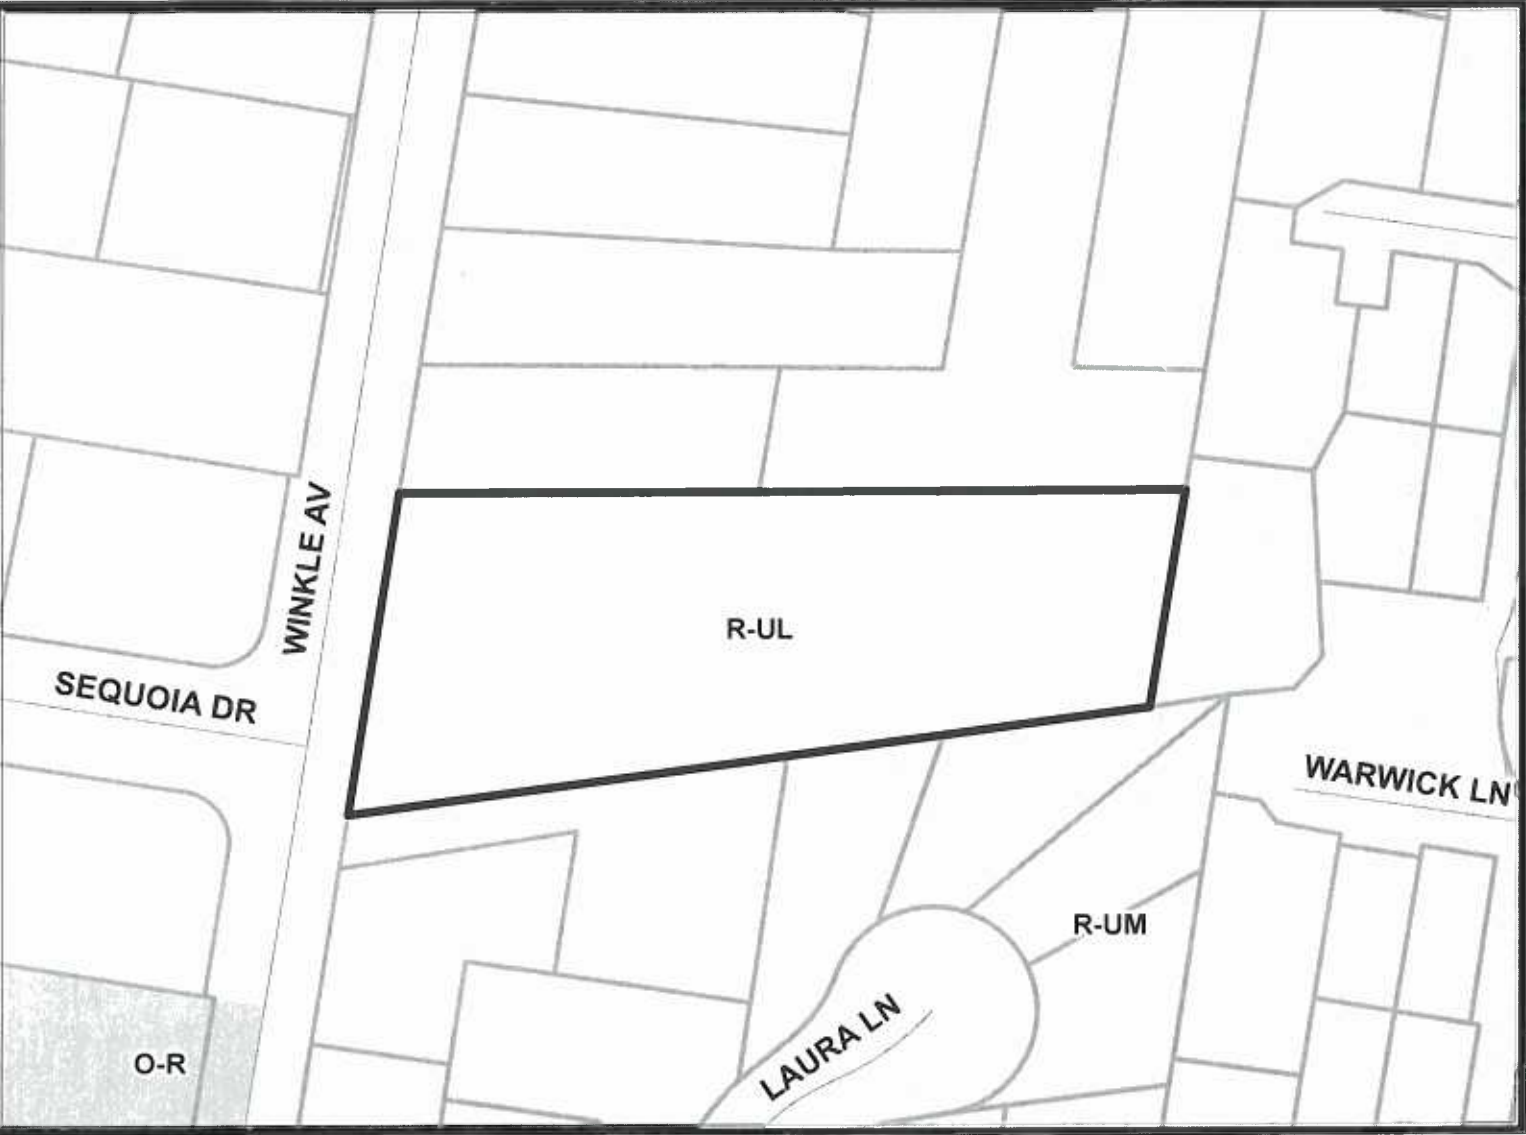 WINKLE AV
R-UL
SEQUOIA DR
WARWICK LN
R-UM
LAURA LN
O-R